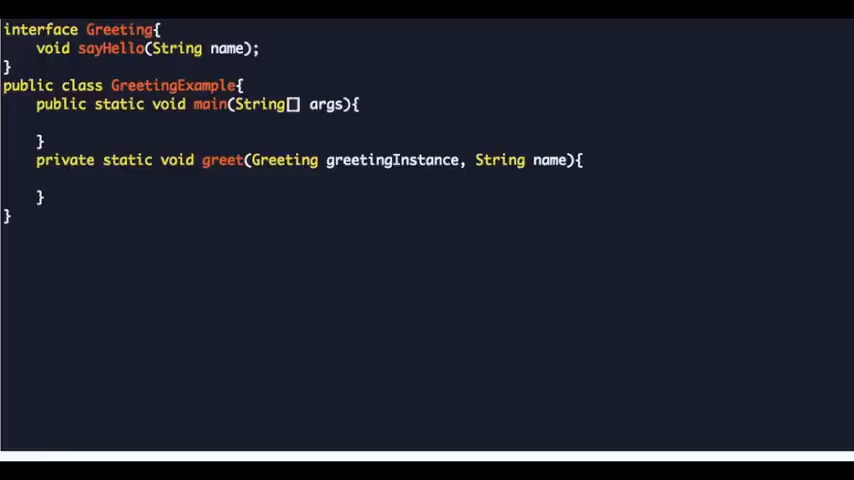 interface Greeting{
    void sayHello(String name);
}
public class GreetingExample{
    public static void main(String[] args){

    }
    private static void greet(Greeting greetingInstance, String name){

    }
}